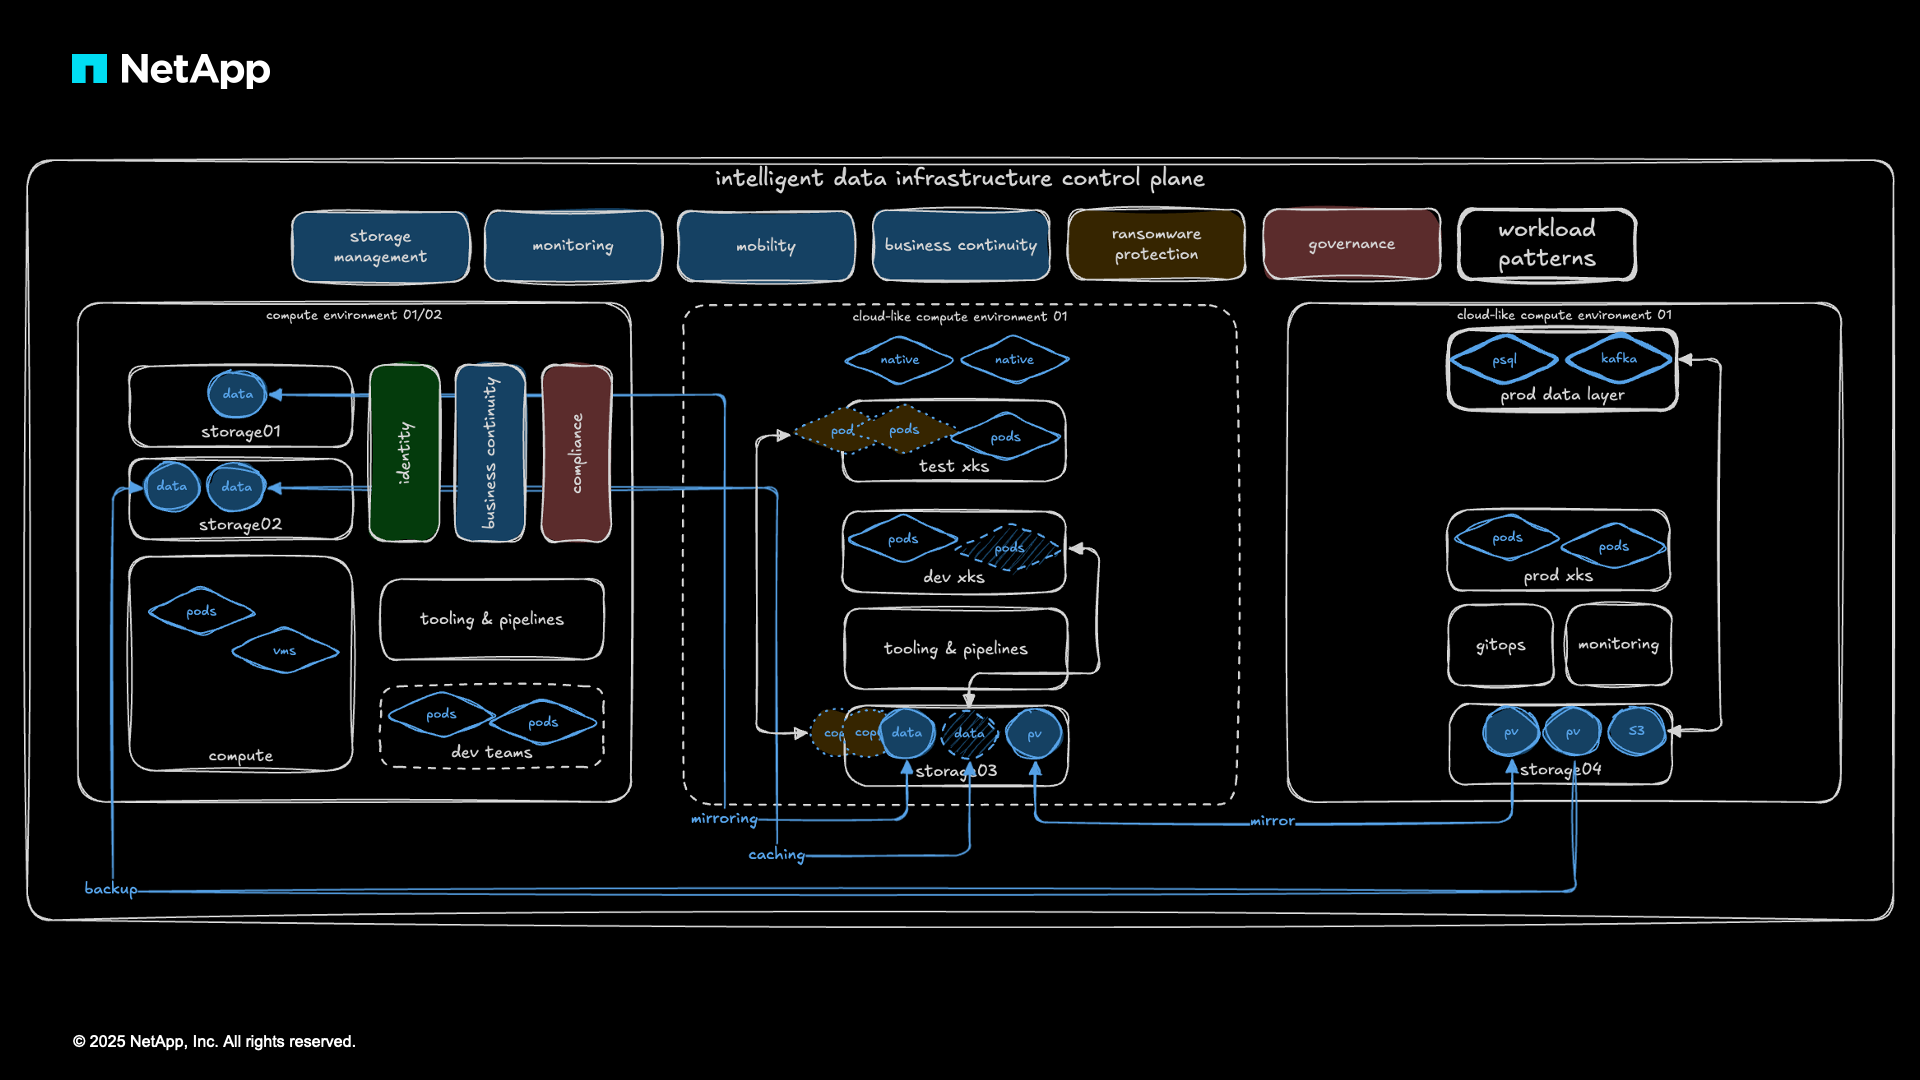 NetApp
intelligent data infrastructure control plane
storage
management
monitoring
mobility
business continuity
ransomware
protection
governance
workload
patterns
compute environment 01/02
data
storage01
data
data
storage02
identity
business continuity
compliance
pods
vms
compute
tooling & pipelines
pods
pods
dev teams
cloud-like compute environment 01
native
native
pods
pods
test xks
pods
pods
dev xks
tooling & pipelines
data
data
pv
storage03
cloud-like compute environment 01
psql
kafka
prod data layer
pods
pods
prod xks
gitops
monitoring
pv
pv
S3
storage04
mirroring
mirror
caching
backup
© 2025 NetApp, Inc. All rights reserved.